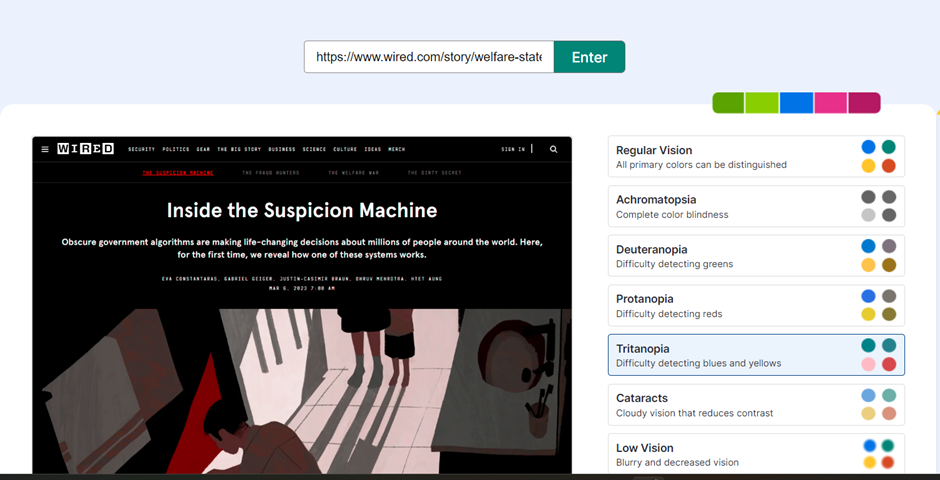 https://www.wired.com/story/welfare-state
Enter
WIRED
SECURITY POLITICS GEAR THE BIG STORY BUSINESS SCIENCE CULTURE IDEAS MERCH
SIGN IN
THE SUSPICION MACHINE THE FRAUD HUNTERS THE WELFARE WAR THE DIRTY SECRET
Inside the Suspicion Machine
Obscure government algorithms are making life-changing decisions about millions of people around the world. Here,
for the first time, we reveal how one of these systems works.
EVA CONSTANTARAS, GABRIEL GEIGER, JUSTIN-CASIMIR BRAUN, DHRUV MEHROTRA, HTET AUNG
MAR 6, 2023 7:00 AM
Regular Vision
All primary colors can be distinguished
Achromatopsia
Complete color blindness
Deuteranopia
Difficulty detecting greens
Protanopia
Difficulty detecting reds
Tritanopia
Difficulty detecting blues and yellows
Cataracts
Cloudy vision that reduces contrast
Low Vision
Blurry and decreased vision